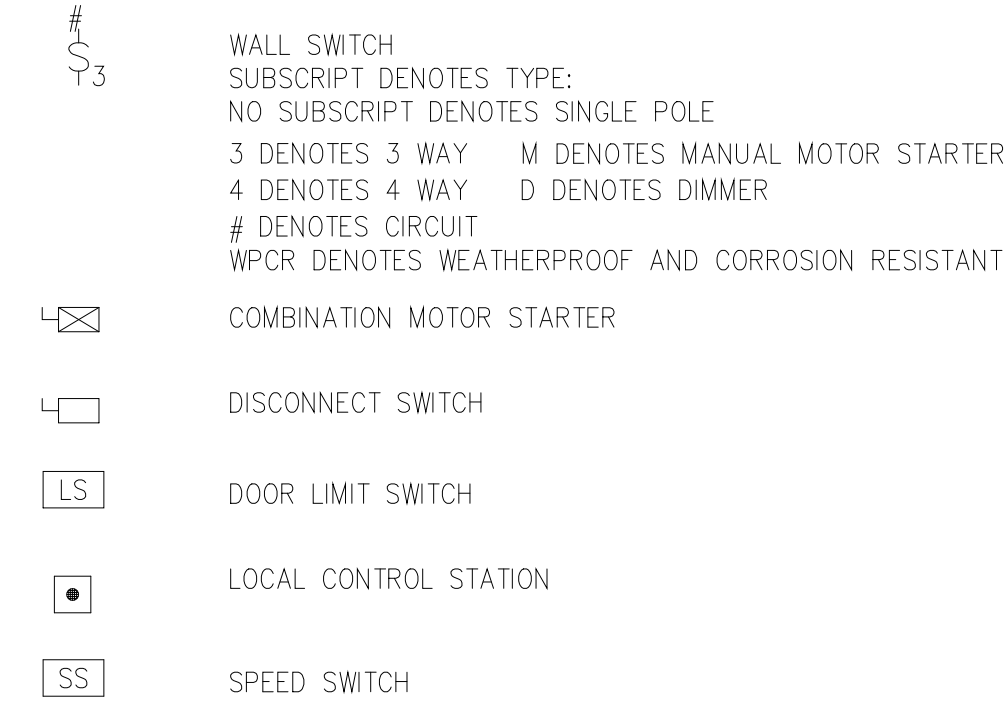 #
S3
WALL SWITCH
SUBSCRIPT DENOTES TYPE:
NO SUBSCRIPT DENOTES SINGLE POLE
3 DENOTES 3 WAY M DENOTES MANUAL MOTOR STARTER
4 DENOTES 4 WAY D DENOTES DIMMER
# DENOTES CIRCUIT
WPCR DENOTES WEATHERPROOF AND CORROSION RESISTANT
COMBINATION MOTOR STARTER
DISCONNECT SWITCH
LS DOOR LIMIT SWITCH
LOCAL CONTROL STATION
SS SPEED SWITCH